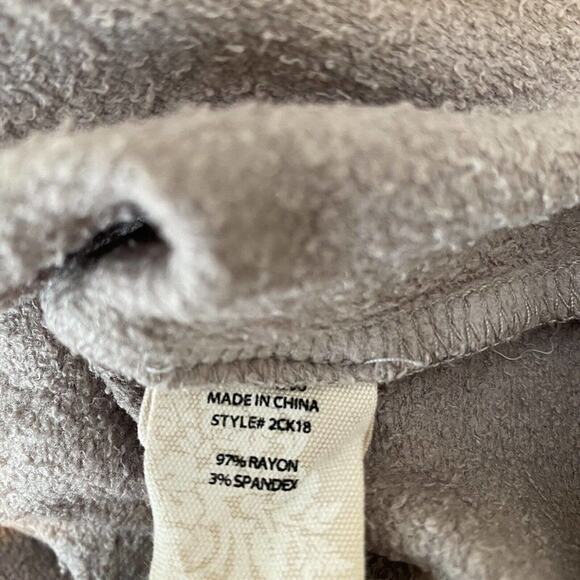 MADE IN CHINA
STYLE# 2CK18
97% RAYON
3% SPANDEX